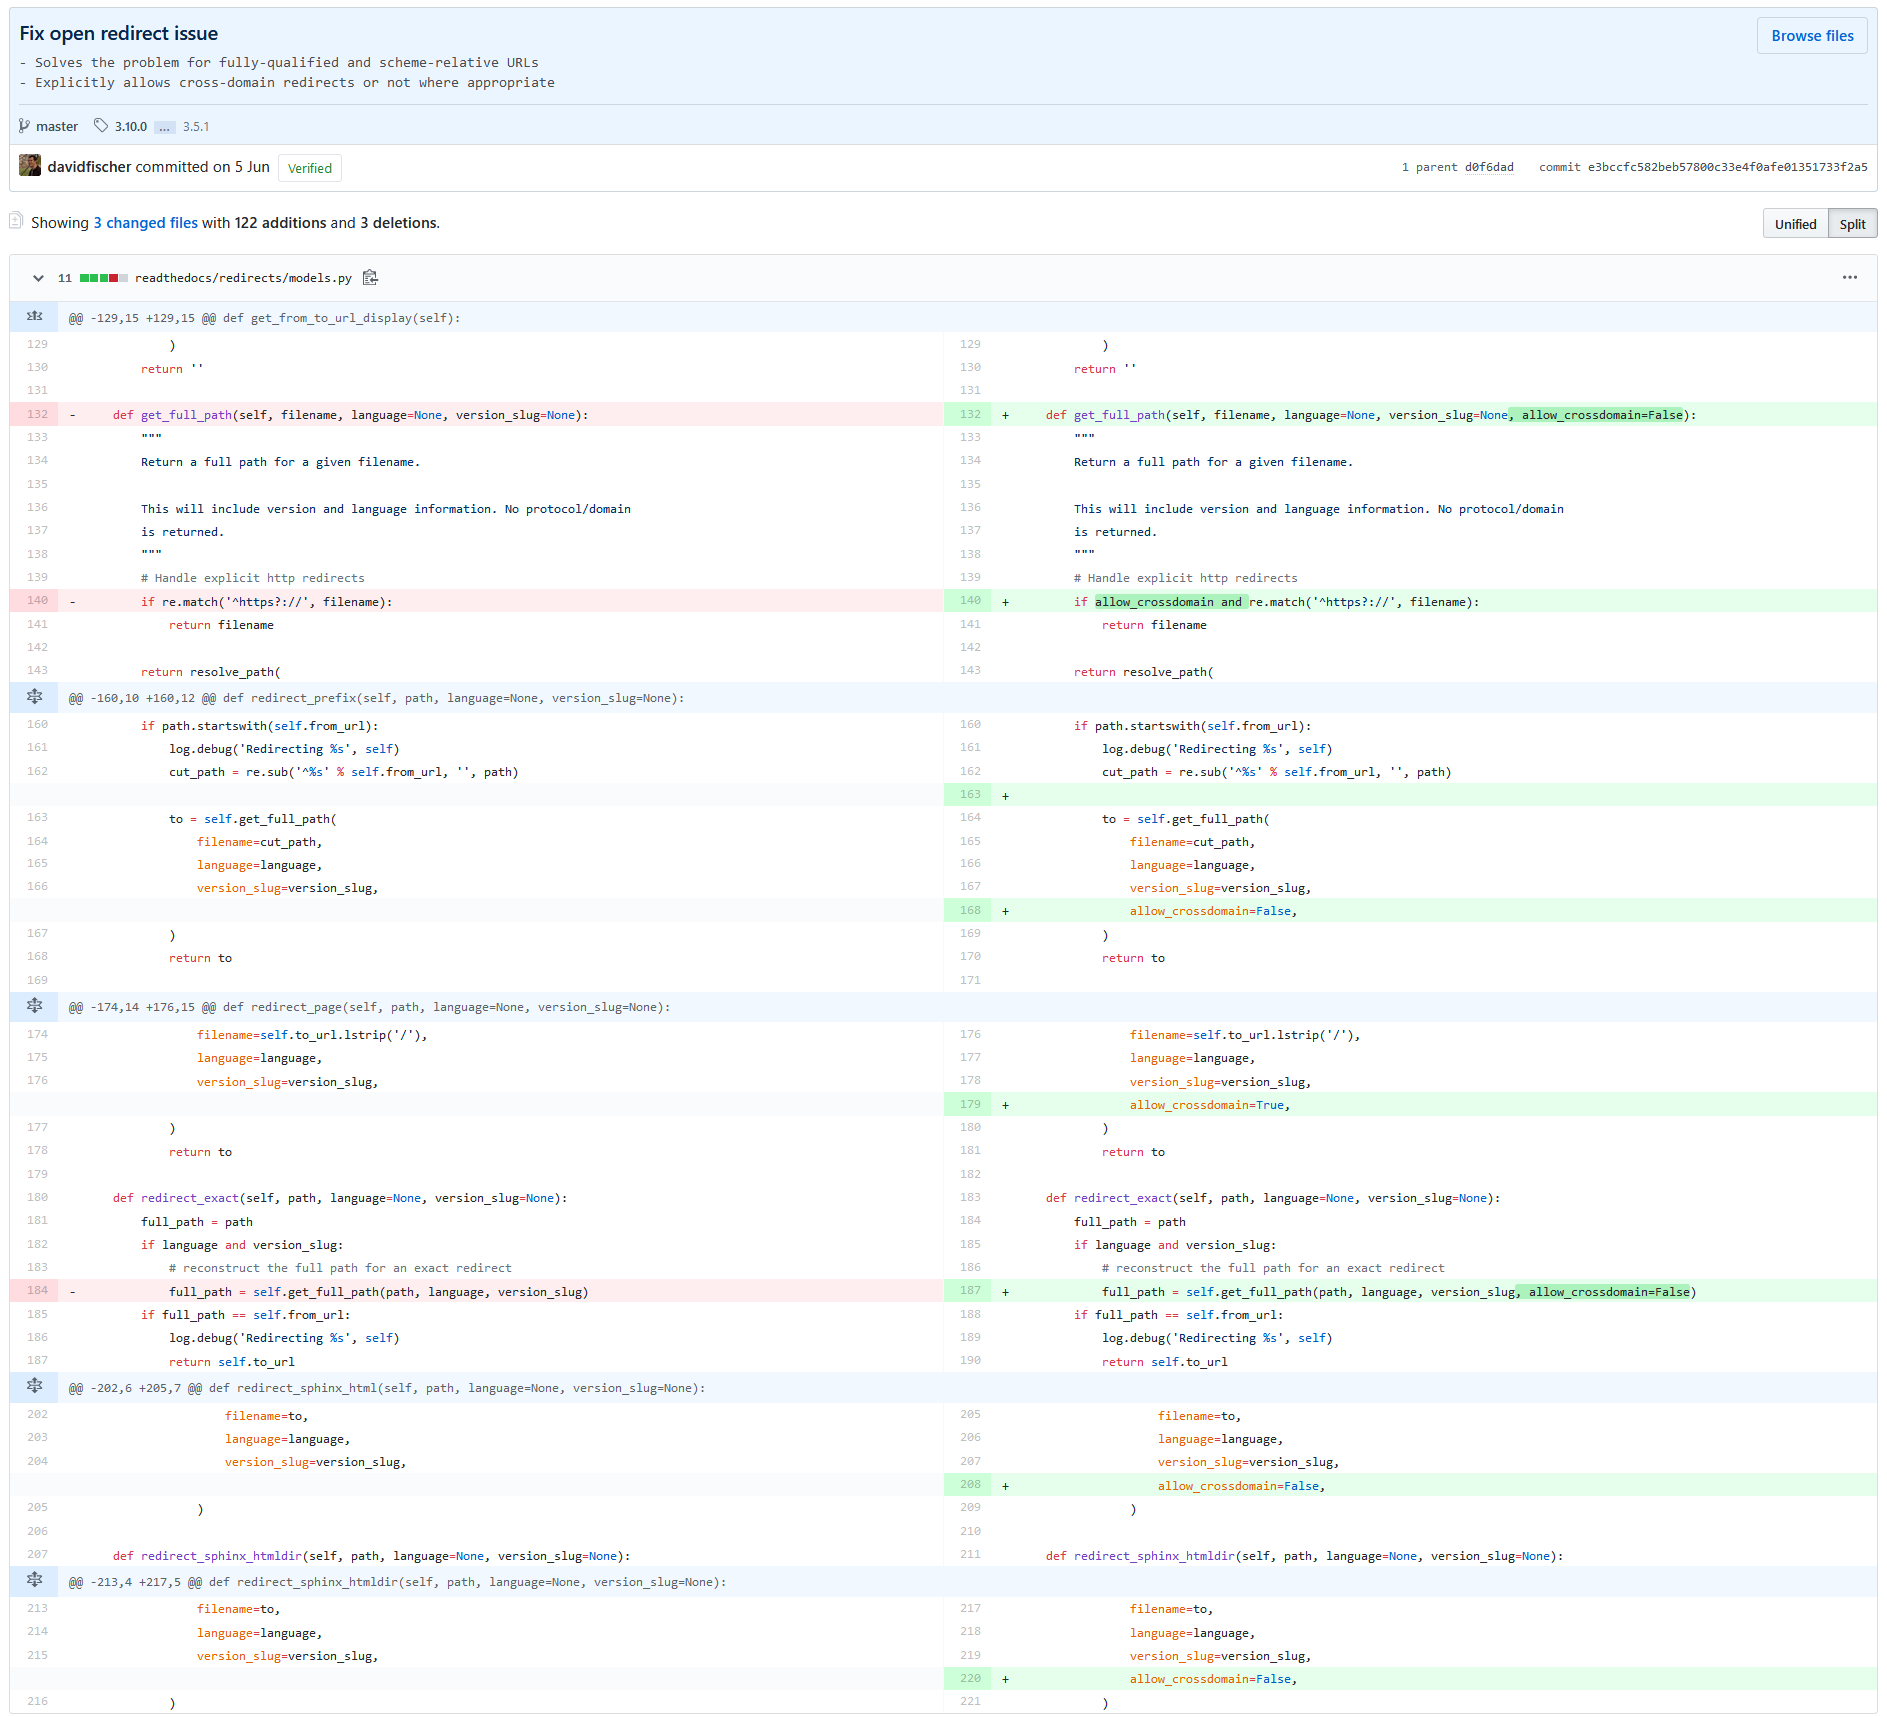 Fix open redirect issue
Browse files
- Solves the problem for fully-qualified and scheme-relative URLs
- Explicitly allows cross-domain redirects or not where appropriate
master 3.10.0 ... 3.5.1
davidfischer committed on 5 Jun Verified 1 parent d0f6dad commit e3bccfc582beb57800c33e4f0afe01351733f2a5
Showing 3 changed files with 122 additions and 3 deletions. Unified Split
11 readthedocs/redirects/models.py
@@ -129,15 +129,15 @@ def get_from_to_url_display(self):
129 ) 129 )
130 return '' 130 return ''
131 131
132 - def get_full_path(self, filename, language=None, version_slug=None): 132 + def get_full_path(self, filename, language=None, version_slug=None, allow_crossdomain=False):
133 """ 133 """
134 Return a full path for a given filename. 134 Return a full path for a given filename.
135 135
136 This will include version and language information. No protocol/domain 136 This will include version and language information. No protocol/domain
137 is returned. 137 is returned.
138 """ 138 """
139 # Handle explicit http redirects 139 # Handle explicit http redirects
140 - if re.match('^https?://', filename): 140 + if allow_crossdomain and re.match('^https?://', filename):
141 return filename 141 return filename
142 142
143 return resolve_path( 143 return resolve_path(
@@ -160,10 +160,12 @@ def redirect_prefix(self, path, language=None, version_slug=None):
160 if path.startswith(self.from_url): 160 if path.startswith(self.from_url):
161 log.debug('Redirecting %s', self) 161 log.debug('Redirecting %s', self)
162 cut_path = re.sub('^%s' % self.from_url, '', path) 162 cut_path = re.sub('^%s' % self.from_url, '', path)
163 +
163 to = self.get_full_path( 164 to = self.get_full_path(
164 filename=cut_path, 165 filename=cut_path,
165 language=language, 166 language=language,
166 version_slug=version_slug, 167 version_slug=version_slug,
168 + allow_crossdomain=False,
167 ) 169 )
168 return to 170 return to
169 171
@@ -174,14 +176,15 @@ def redirect_page(self, path, language=None, version_slug=None):
174 filename=self.to_url.lstrip('/'), 176 filename=self.to_url.lstrip('/'),
175 language=language, 177 language=language,
176 version_slug=version_slug, 178 version_slug=version_slug,
179 + allow_crossdomain=True,
177 ) 180 )
178 return to 181 return to
179 182
180 def redirect_exact(self, path, language=None, version_slug=None): 183 def redirect_exact(self, path, language=None, version_slug=None):
181 full_path = path 184 full_path = path
182 if language and version_slug: 185 if language and version_slug:
183 # reconstruct the full path for an exact redirect 186 # reconstruct the full path for an exact redirect
184 - full_path = self.get_full_path(path, language, version_slug) 187 + full_path = self.get_full_path(path, language, version_slug, allow_crossdomain=False)
185 if full_path == self.from_url: 188 if full_path == self.from_url:
186 log.debug('Redirecting %s', self) 189 log.debug('Redirecting %s', self)
187 return self.to_url 190 return self.to_url
@@ -202,6 +205,7 @@ def redirect_sphinx_html(self, path, language=None, version_slug=None):
202 filename=to, 205 filename=to,
203 language=language, 206 language=language,
204 version_slug=version_slug, 207 version_slug=version_slug,
208 + allow_crossdomain=False,
205 ) 209 )
206 210
207 def redirect_sphinx_htmldir(self, path, language=None, version_slug=None): 211 def redirect_sphinx_htmldir(self, path, language=None, version_slug=None):
@@ -213,4 +217,5 @@ def redirect_sphinx_htmldir(self, path, language=None, version_slug=None):
213 filename=to, 217 filename=to,
214 language=language, 218 language=language,
215 version_slug=version_slug, 219 version_slug=version_slug,
220 + allow_crossdomain=False,
216 ) 221 )